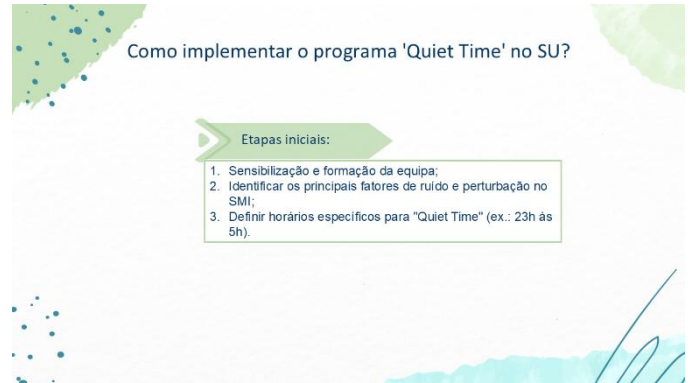 Como implementar o programa 'Quiet Time' no SU?
Etapas iniciais:
1. Sensibilização e formação da equipa;
2. Identificar os principais fatores de ruído e perturbação no
SMI;
3. Definir horários específicos para "Quiet Time" (ex.: 23h às
5h).